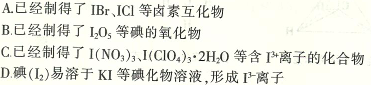 A.已经制得了 IBr、ICl 等卤素互化物
B.已经制得了 I₂O₅ 等碘的氧化物
C.已经制得了 I(NO₃)₃、I(ClO₄)₃·2H₂O 等含 I³⁺离子的化合物
D.碘(I₂)易溶于 KI 等碘化物溶液,形成 I³⁻离子